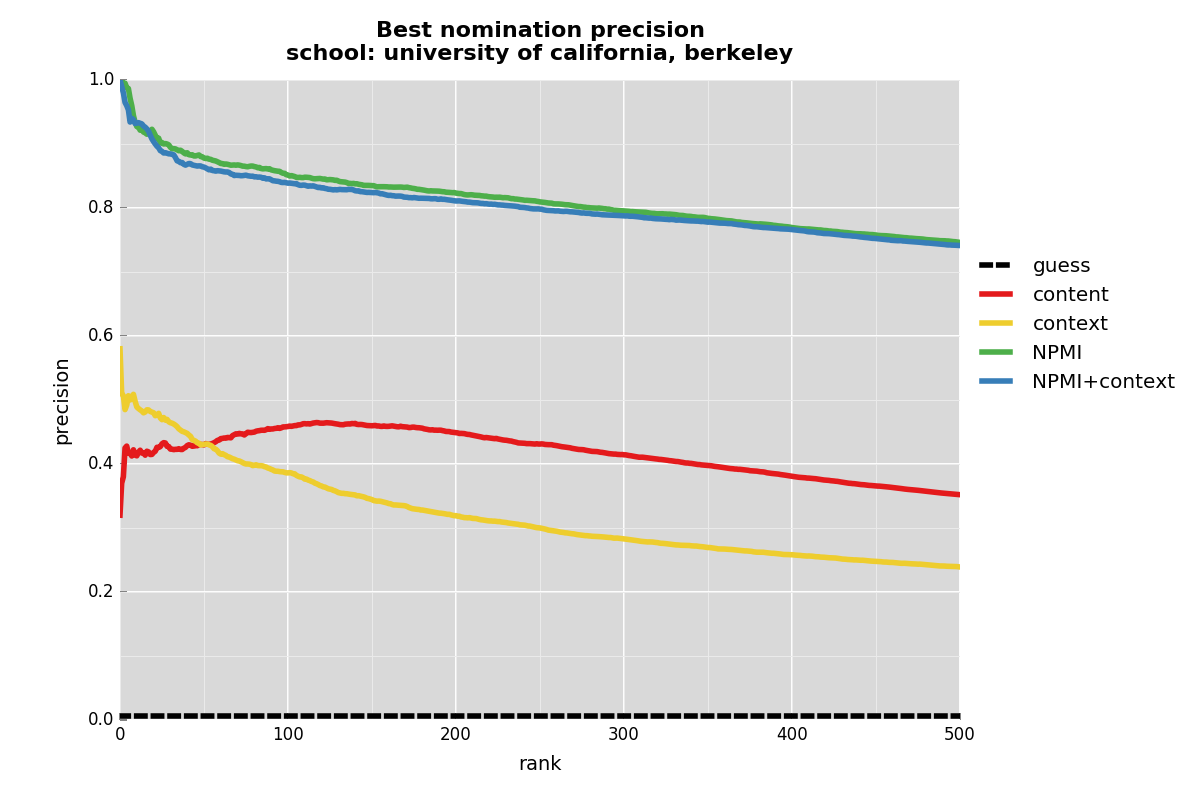 Best nomination precision
school: university of california, berkeley
precision
1.0
0.8
0.6
0.4
0.2
0.0
0
100
200
300
400
500
rank
guess
content
context
NPMI
NPMI+context